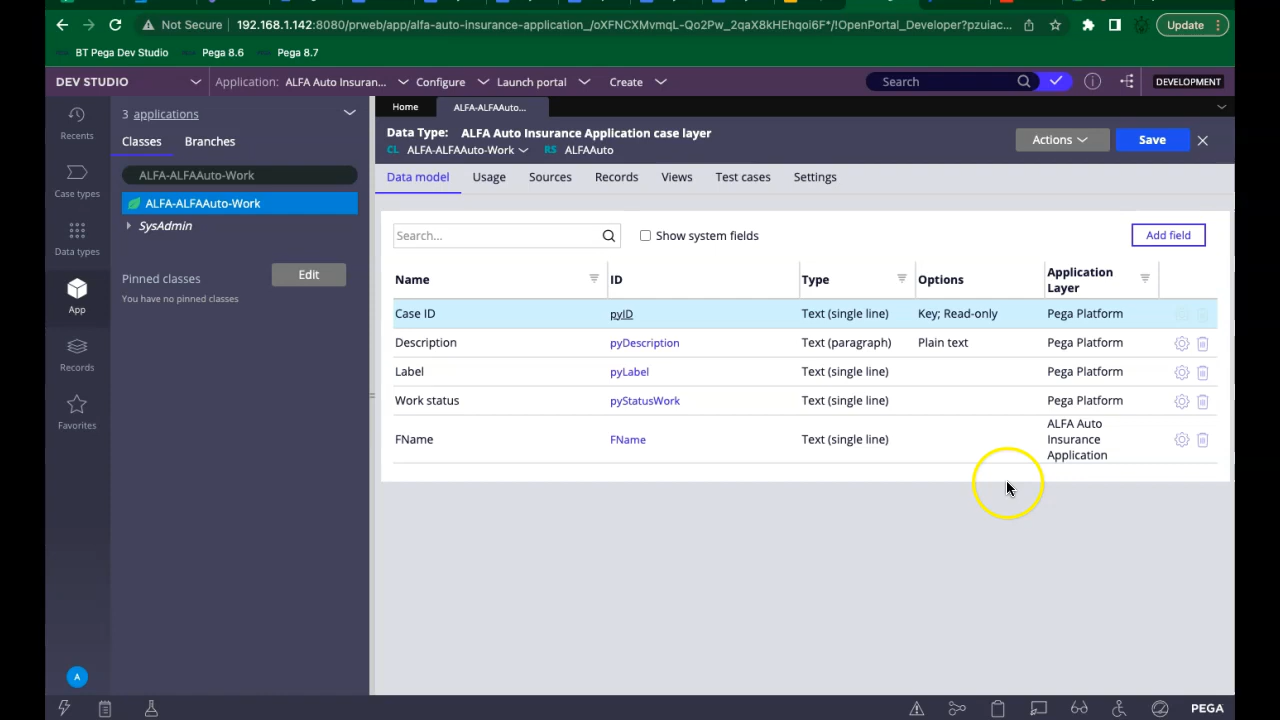 Not Secure 192.168.1.142:8080/prweb/app/alfa-auto-insurance-application_/oXFNCXMvmqL-Qo2Pw_2qaX8kHEhqoi6F*/!OpenPortal_Developer?pzuiac... Update
BT Pega Dev Studio Pega 8.6 Pega 8.7
DEV STUDIO Application: ALFA Auto Insuran... Configure Launch portal Create Search DEVELOPMENT
Recents
Case types
Data types
App
Records
Favorites
A
3 applications
Classes Branches
ALFA-ALFAAuto-Work
ALFA-ALFAAuto-Work
SysAdmin
Pinned classes Edit
You have no pinned classes
Home ALFA-ALFAAuto...
Data Type: ALFA Auto Insurance Application case layer
CL ALFA-ALFAAuto-Work RS ALFAAuto
Actions Save
Data model Usage Sources Records Views Test cases Settings
Search... Show system fields Add field
Name ID Type Options Application Layer
Case ID pyID Text (single line) Key; Read-only Pega Platform
Description pyDescription Text (paragraph) Plain text Pega Platform
Label pyLabel Text (single line) Pega Platform
Work status pyStatusWork Text (single line) Pega Platform
FName FName Text (single line) ALFA Auto Insurance Application
PEGA